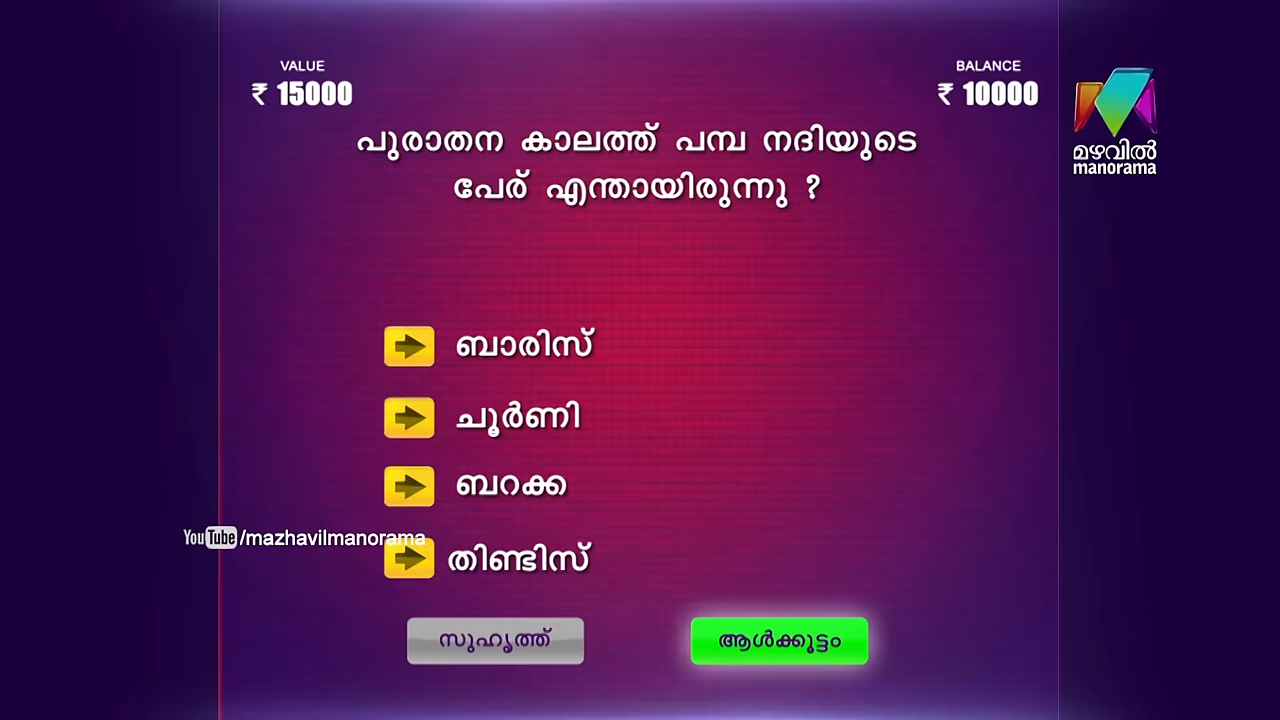 VALUE
₹ 15000
BALANCE
₹ 10000
മഴവിൽ
manorama
പുരാതന കാലത്ത് പമ്പ നദിയുടെ
പേര് എന്തായിരുന്നു ?
ബാരിസ്
ചൂർണി
ബറക്ക
YouTube /mazhavilmanorama
തിണ്ടിസ്
സുഹൃത്ത്
ആൾക്കൂട്ടം